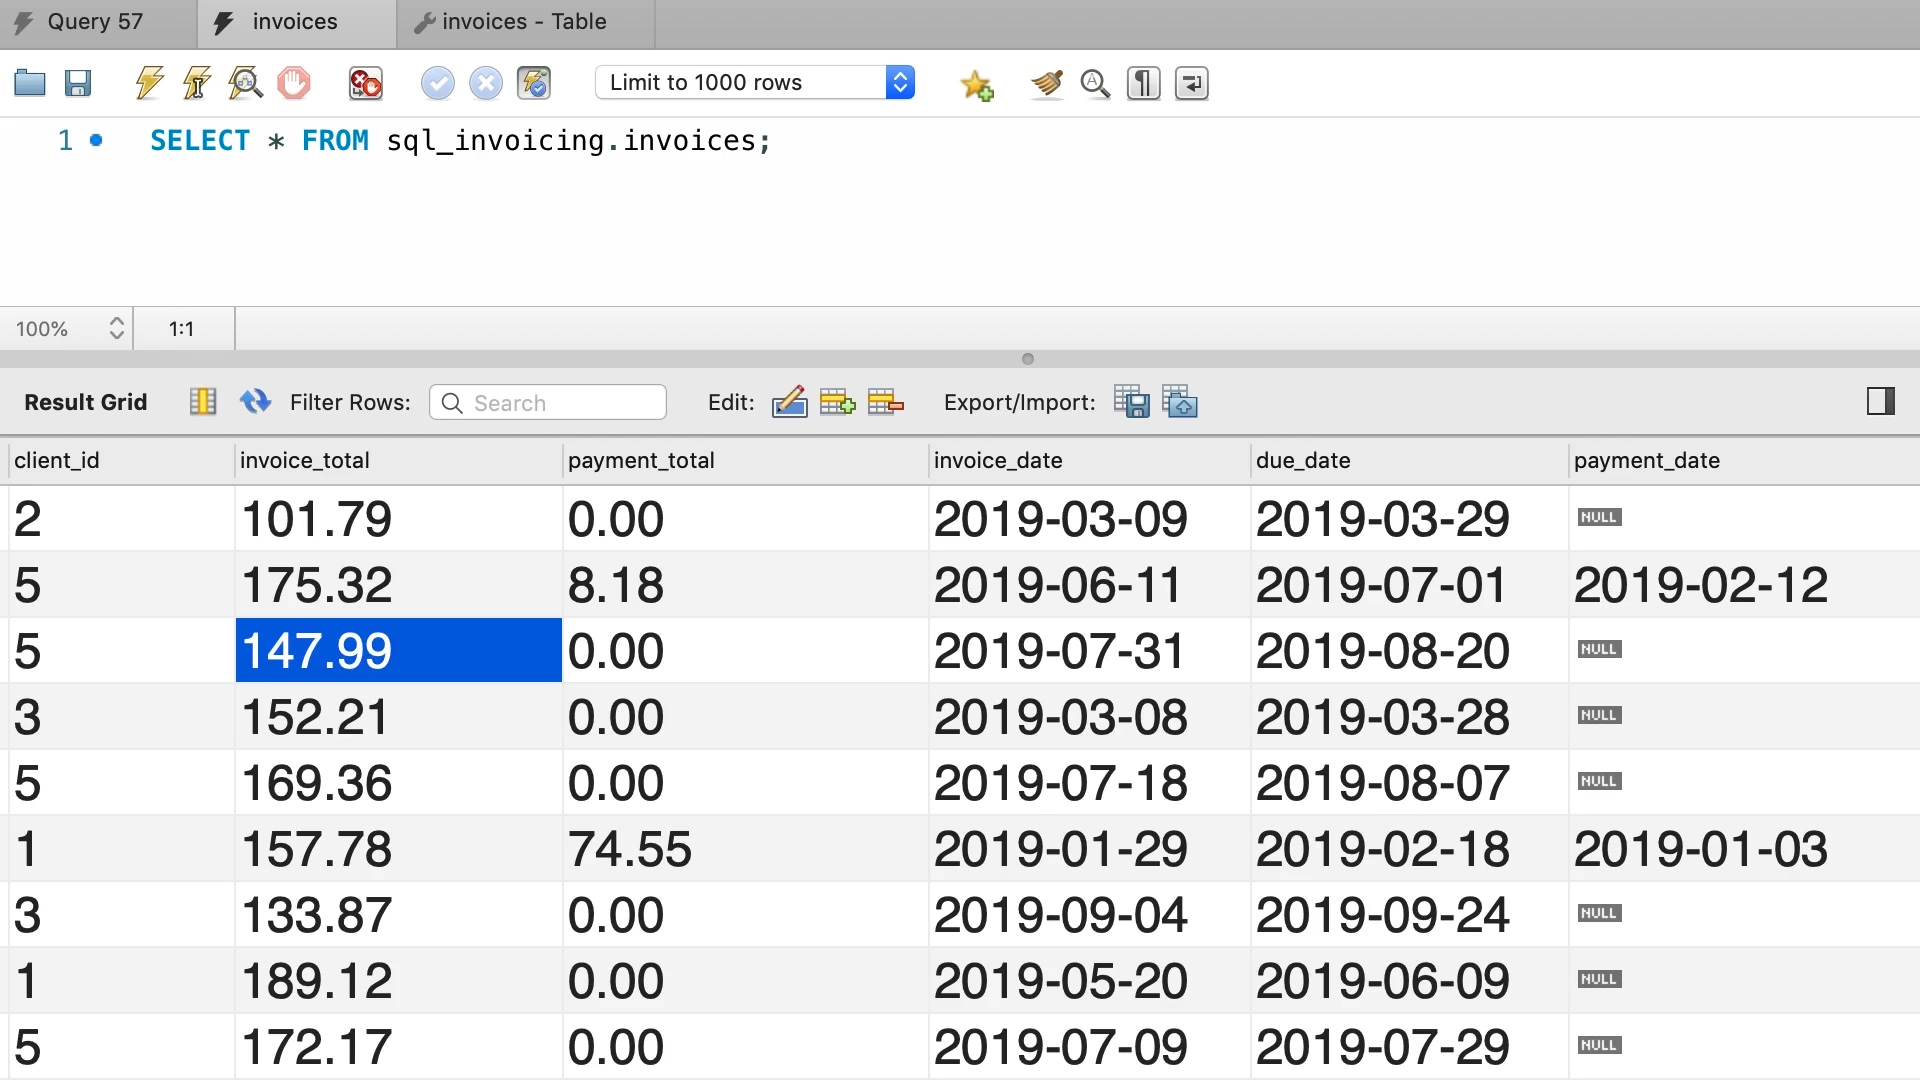 Query 57 invoices invoices - Table
Limit to 1000 rows
1 SELECT * FROM sql_invoicing.invoices;
100% 1:1
Result Grid Filter Rows: Search Edit: Export/Import:
client_id invoice_total payment_total invoice_date due_date payment_date
2 101.79 0.00 2019-03-09 2019-03-29 NULL
5 175.32 8.18 2019-06-11 2019-07-01 2019-02-12
5 147.99 0.00 2019-07-31 2019-08-20 NULL
3 152.21 0.00 2019-03-08 2019-03-28 NULL
5 169.36 0.00 2019-07-18 2019-08-07 NULL
1 157.78 74.55 2019-01-29 2019-02-18 2019-01-03
3 133.87 0.00 2019-09-04 2019-09-24 NULL
1 189.12 0.00 2019-05-20 2019-06-09 NULL
5 172.17 0.00 2019-07-09 2019-07-29 NULL